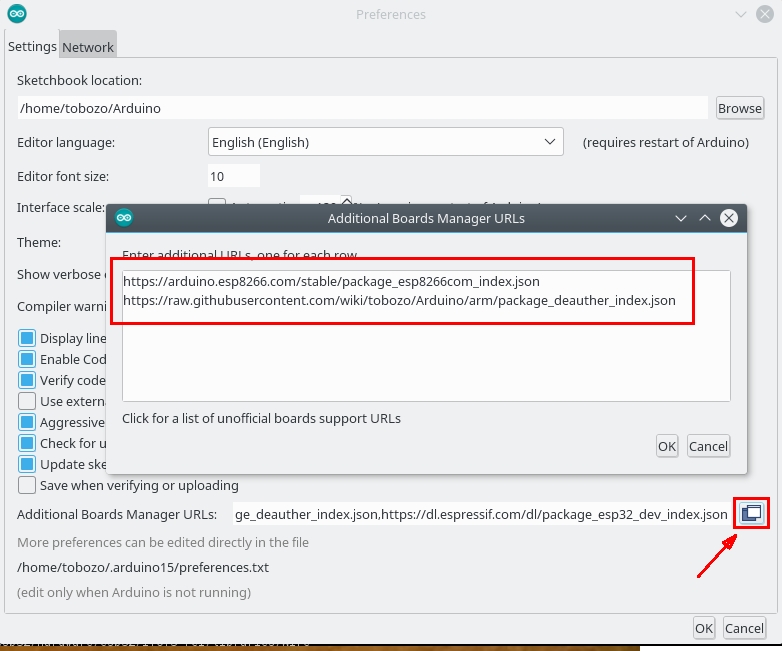 Preferences
Settings Network
Sketchbook location:
/home/tobozo/Arduino Browse
Editor language: English (English) (requires restart of Arduino)
Editor font size: 10
Interface scale:
Additional Boards Manager URLs
Theme:
Enter additional URLs, one for each row
Show verbose
https://arduino.esp8266.com/stable/package_esp8266com_index.json
https://raw.githubusercontent.com/wiki/tobozo/Arduino/arm/package_deauther_index.json
Compiler warni
Display line
Enable Cod
Verify code
Use extern
Aggressive
Click for a list of unofficial boards support URLs
Check for u
OK Cancel
Update ske
Save when verifying or uploading
Additional Boards Manager URLs: ge_deauther_index.json,https://dl.espressif.com/dl/package_esp32_dev_index.json
More preferences can be edited directly in the file
/home/tobozo/.arduino15/preferences.txt
(edit only when Arduino is not running)
OK Cancel